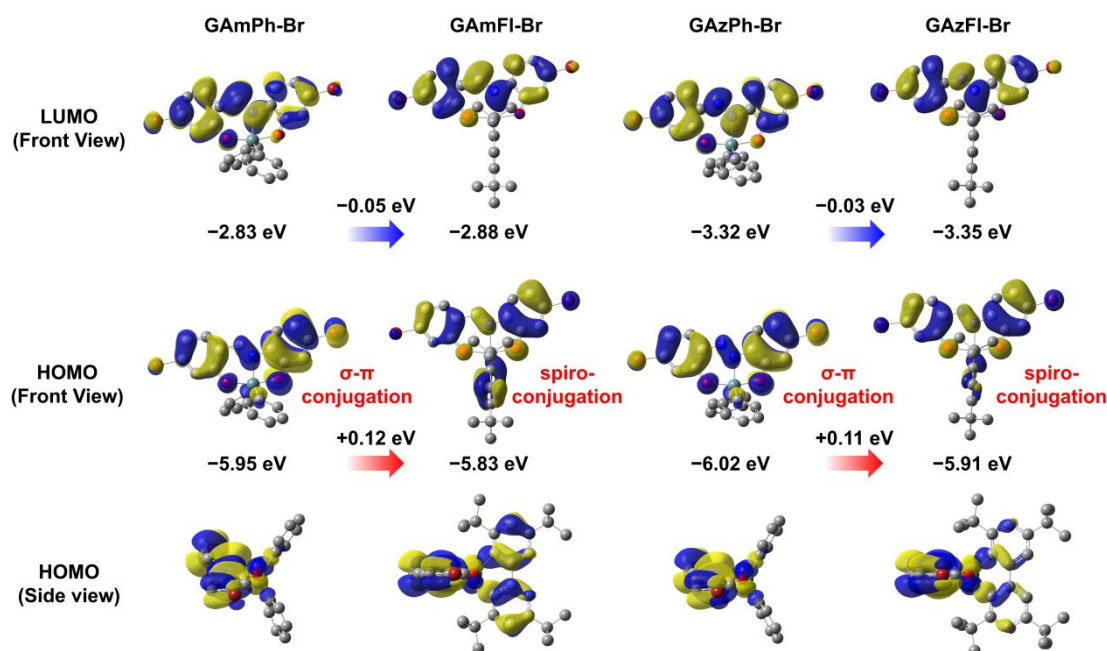 GAmPh-Br GAmFl-Br GAzPh-Br GAzFl-Br
LUMO
(Front View)
−0.05 eV −0.03 eV
−2.83 eV −2.88 eV −3.32 eV −3.35 eV
HOMO
(Front View)
σ-π
conjugation
spiro-
conjugation
σ-π
conjugation
spiro-
conjugation
+0.12 eV +0.11 eV
−5.95 eV −5.83 eV −6.02 eV −5.91 eV
HOMO
(Side view)